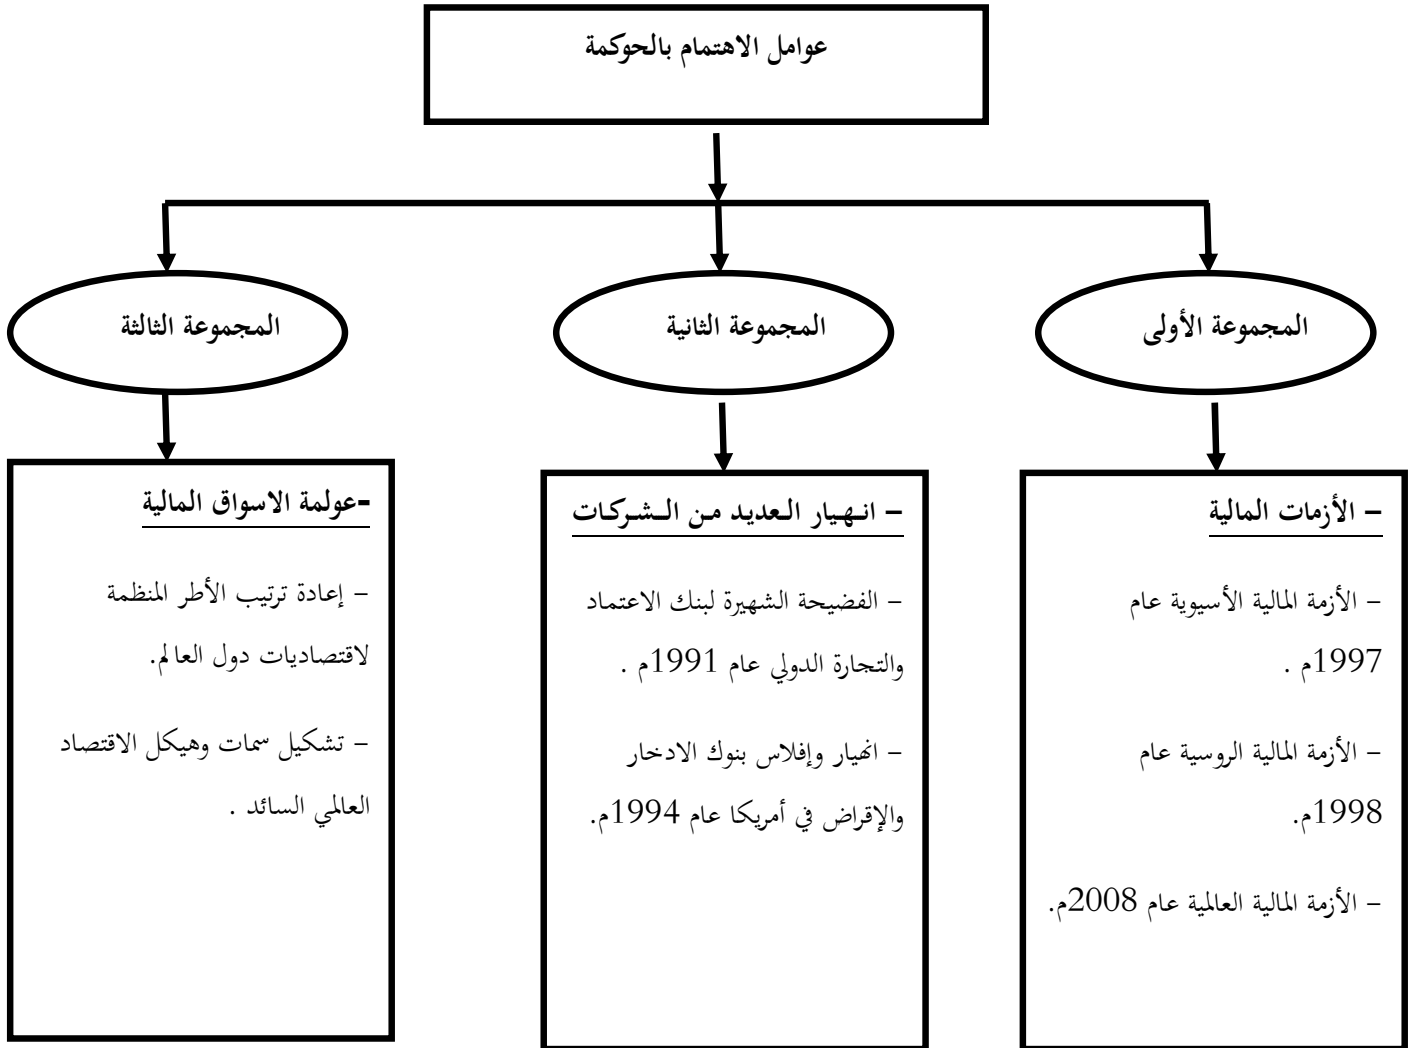 عوامل الاهتمام بالحوكمة
المجموعة الأولى
المجموعة الثانية
المجموعة الثالثة
– الأزمات المالية
– الأزمة المالية الأسيوية عام
1997م .
– الأزمة المالية الروسية عام
1998م.
– الأزمة المالية العالمية عام 2008م.
– انهيار العديد من الشركات
– الفضيحة الشهيرة لبنك الاعتماد
والتجارة الدولي عام 1991م .
– انهيار وإفلاس بنوك الادخار
والإقراض في أمريكا عام 1994م.
-عولمة الاسواق المالية
– إعادة ترتيب الأطر المنظمة
لاقتصاديات دول العالم.
– تشكيل سمات وهيكل الاقتصاد
العالمي السائد .